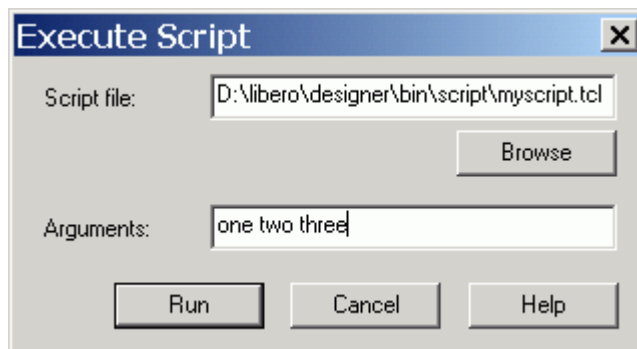 Execute Script
Script file: D:\libero\designer\bin\script\myscript.tcl
Browse
Arguments: one two three
Run Cancel Help